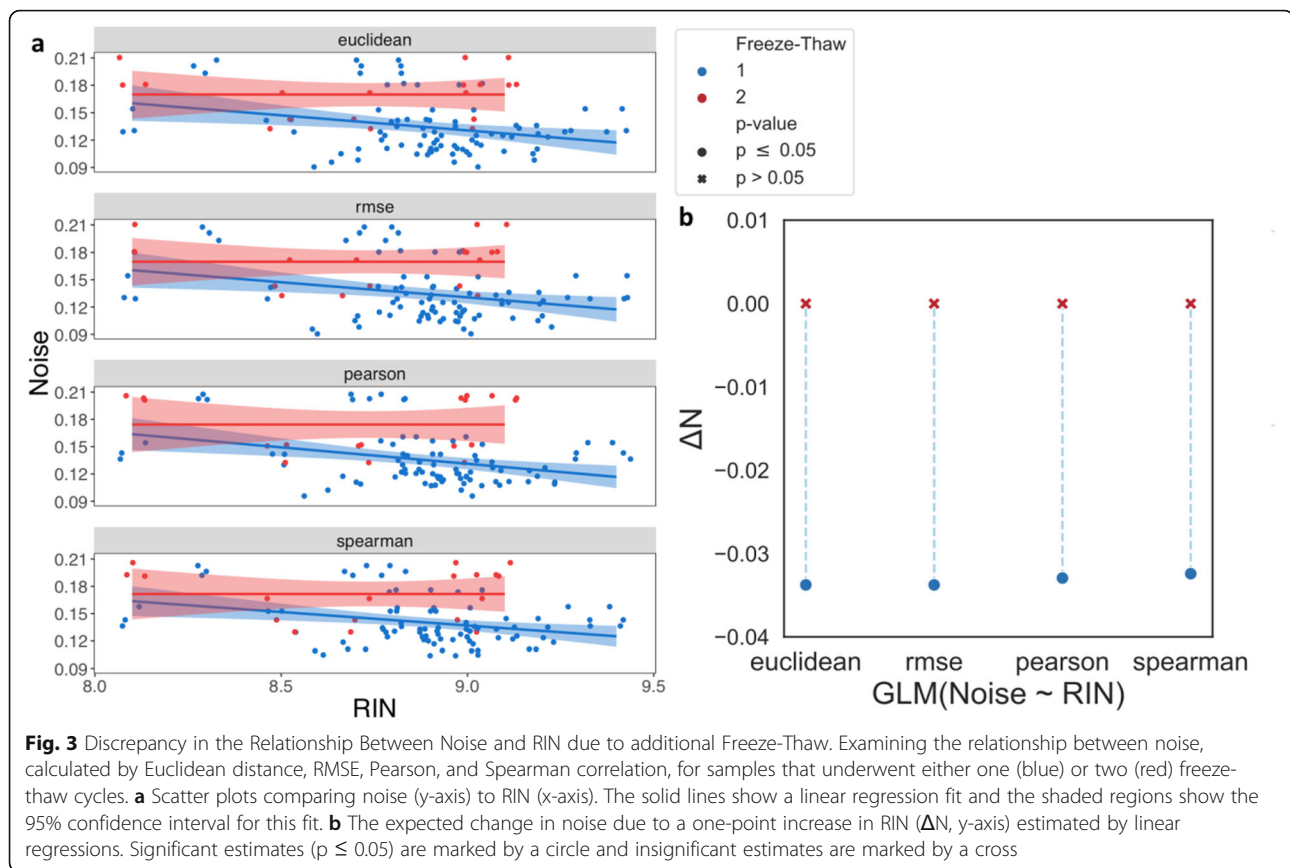 a
euclidean
0.21
0.18
0.15
0.12
0.09
rmse
0.21
0.18
0.15
0.12
0.09
pearson
0.21
0.18
0.15
0.12
0.09
spearman
0.21
0.18
0.15
0.12
0.09
Noise
8.0 8.5 9.0 9.5
RIN
Freeze-Thaw
1
2
p-value
p ≤ 0.05
p > 0.05
b
0.01
0.00
−0.01
−0.02
−0.03
−0.04
ΔN
euclidean rmse pearson spearman
GLM(Noise ~ RIN)
Fig. 3 Discrepancy in the Relationship Between Noise and RIN due to additional Freeze-Thaw. Examining the relationship between noise,
calculated by Euclidean distance, RMSE, Pearson, and Spearman correlation, for samples that underwent either one (blue) or two (red) freeze-
thaw cycles. a Scatter plots comparing noise (y-axis) to RIN (x-axis). The solid lines show a linear regression fit and the shaded regions show the
95% confidence interval for this fit. b The expected change in noise due to a one-point increase in RIN (ΔN, y-axis) estimated by linear
regressions. Significant estimates (p ≤ 0.05) are marked by a circle and insignificant estimates are marked by a cross